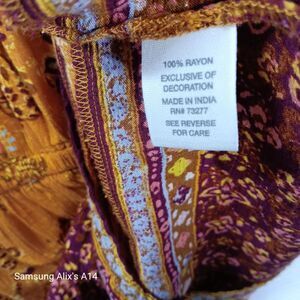 100% RAYON
EXCLUSIVE OF
DECORATION
MADE IN INDIA
RN# 73277
SEE REVERSE
FOR CARE
Samsung Alix's A14